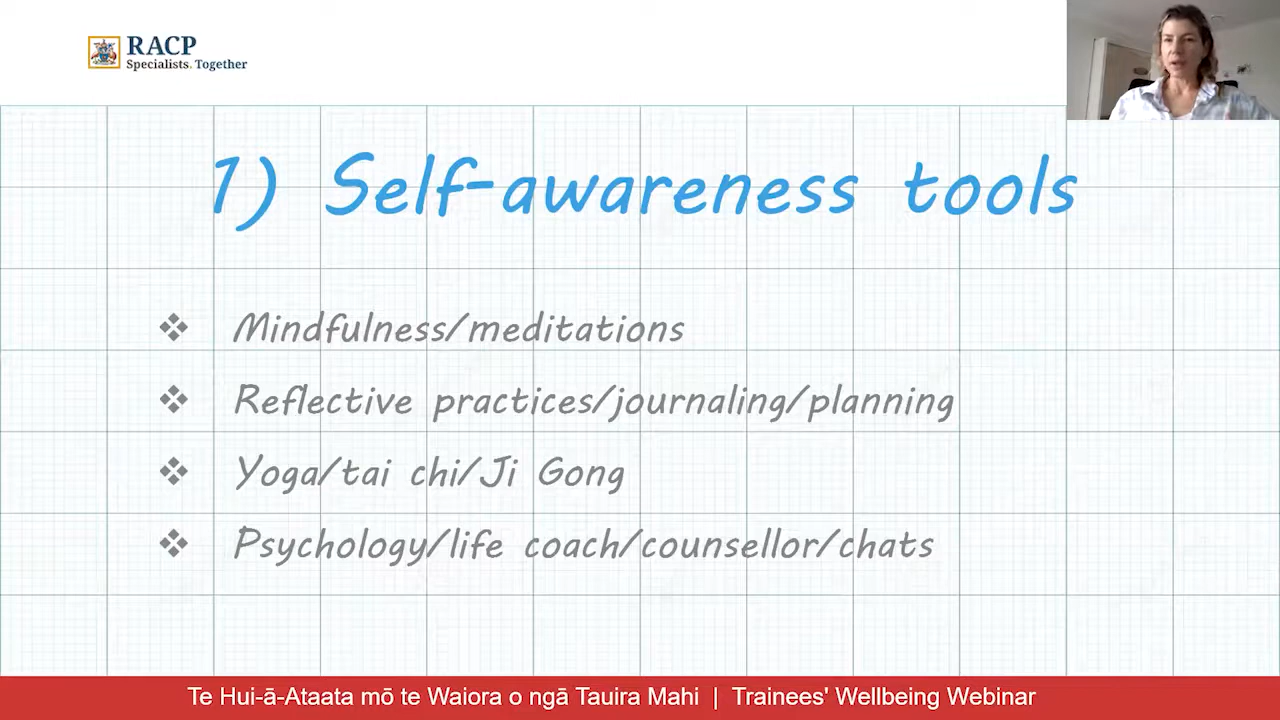 RACP
Specialists. Together
1) Self-awareness tools
❖ Mindfulness/meditations
❖ Reflective practices/journaling/planning
❖ Yoga/tai chi/Ji Gong
❖ Psychology/life coach/counsellor/chats
Te Hui-ā-Ataata mō te Waiora o ngā Tauira Mahi | Trainees' Wellbeing Webinar